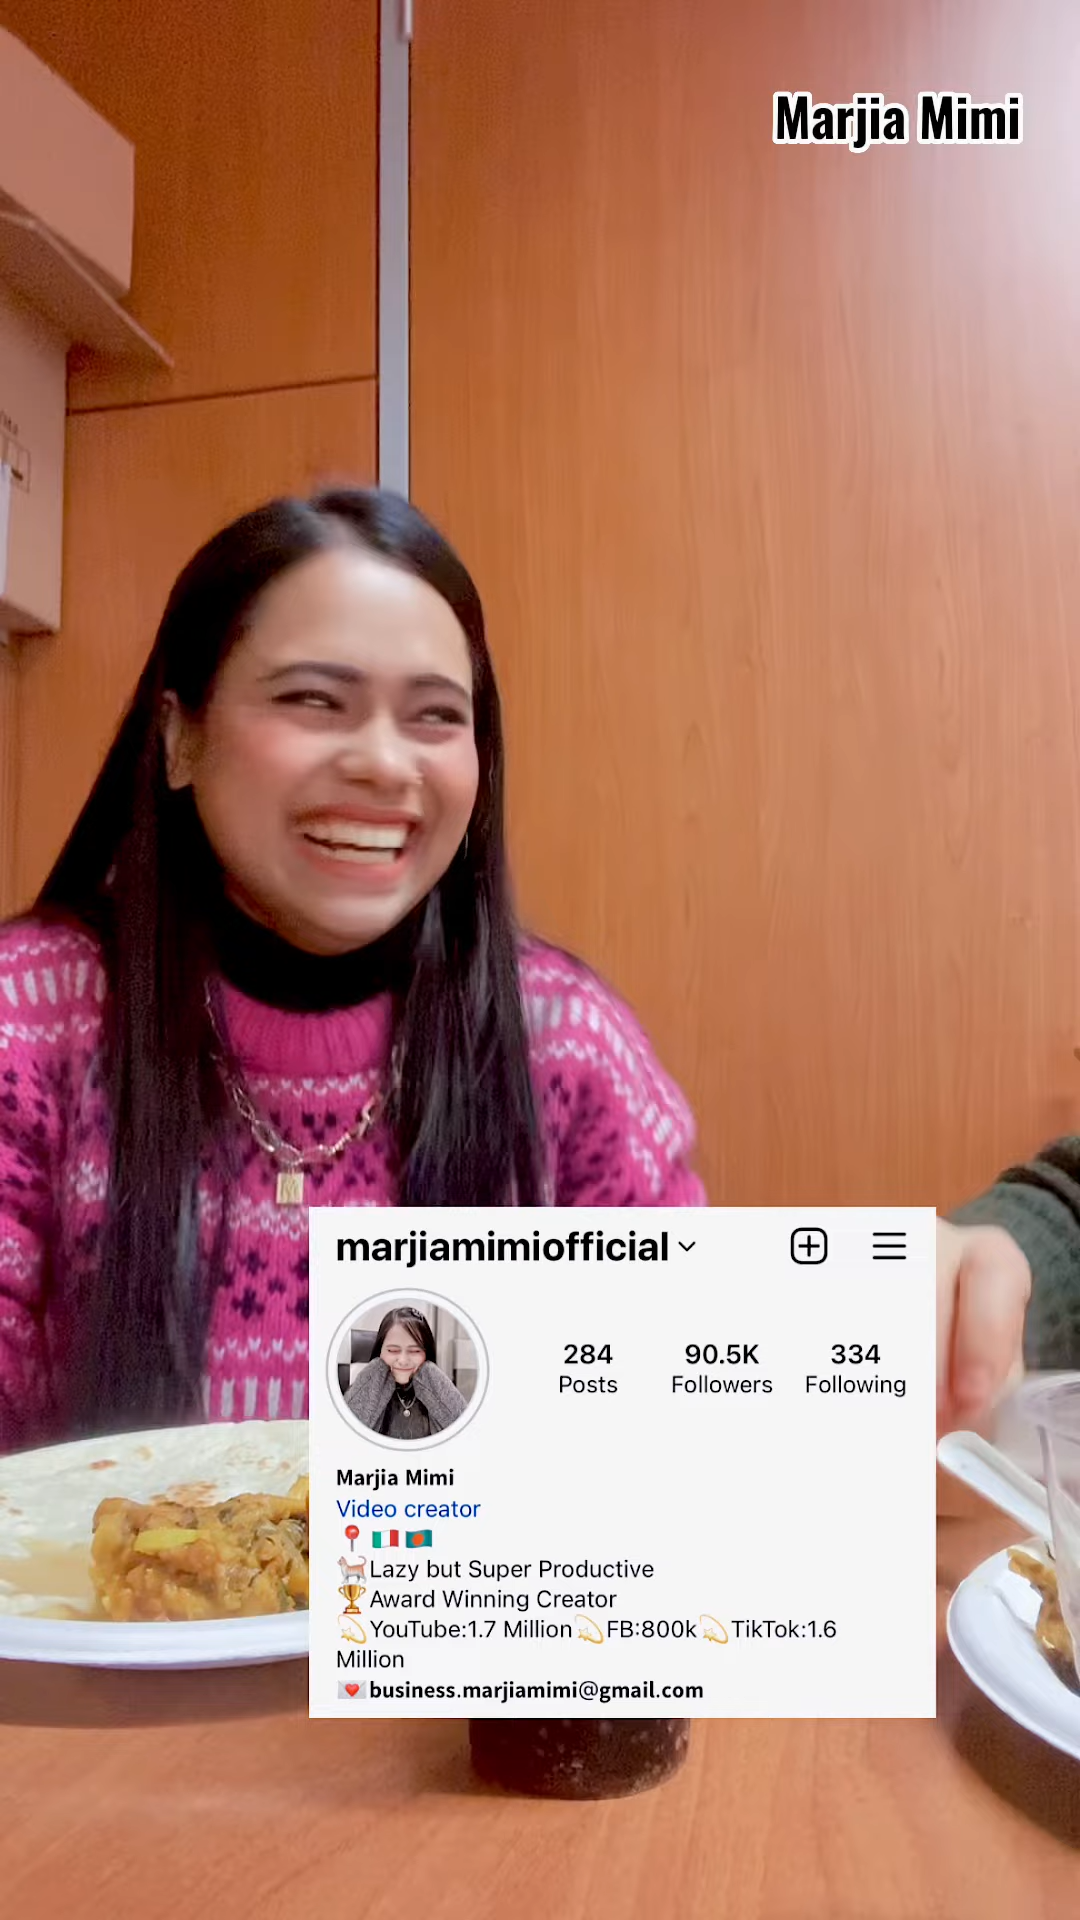 Marjia Mimi
marjiamimiofficial
284
90.5K
334
Posts
Followers
Following
Marjia Mimi
Video creator
📍🇮🇹🇧🇩
🐈Lazy but Super Productive
🏆Award Winning Creator
💫YouTube:1.7 Million💫FB:800k💫TikTok:1.6
Million
💌business.marjiamimi@gmail.com